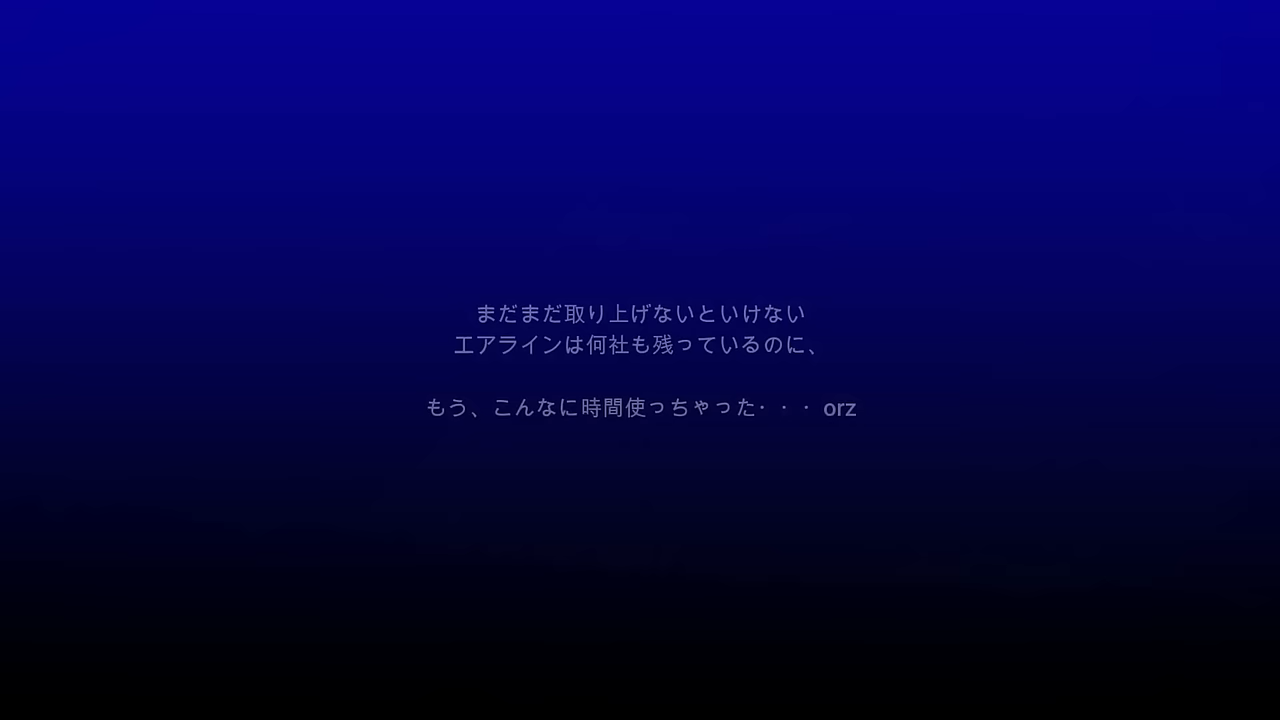 まだまだ取り上げないといけない
エアラインは何社も残っているのに、
もう、こんなに時間使っちゃった・・・ orz